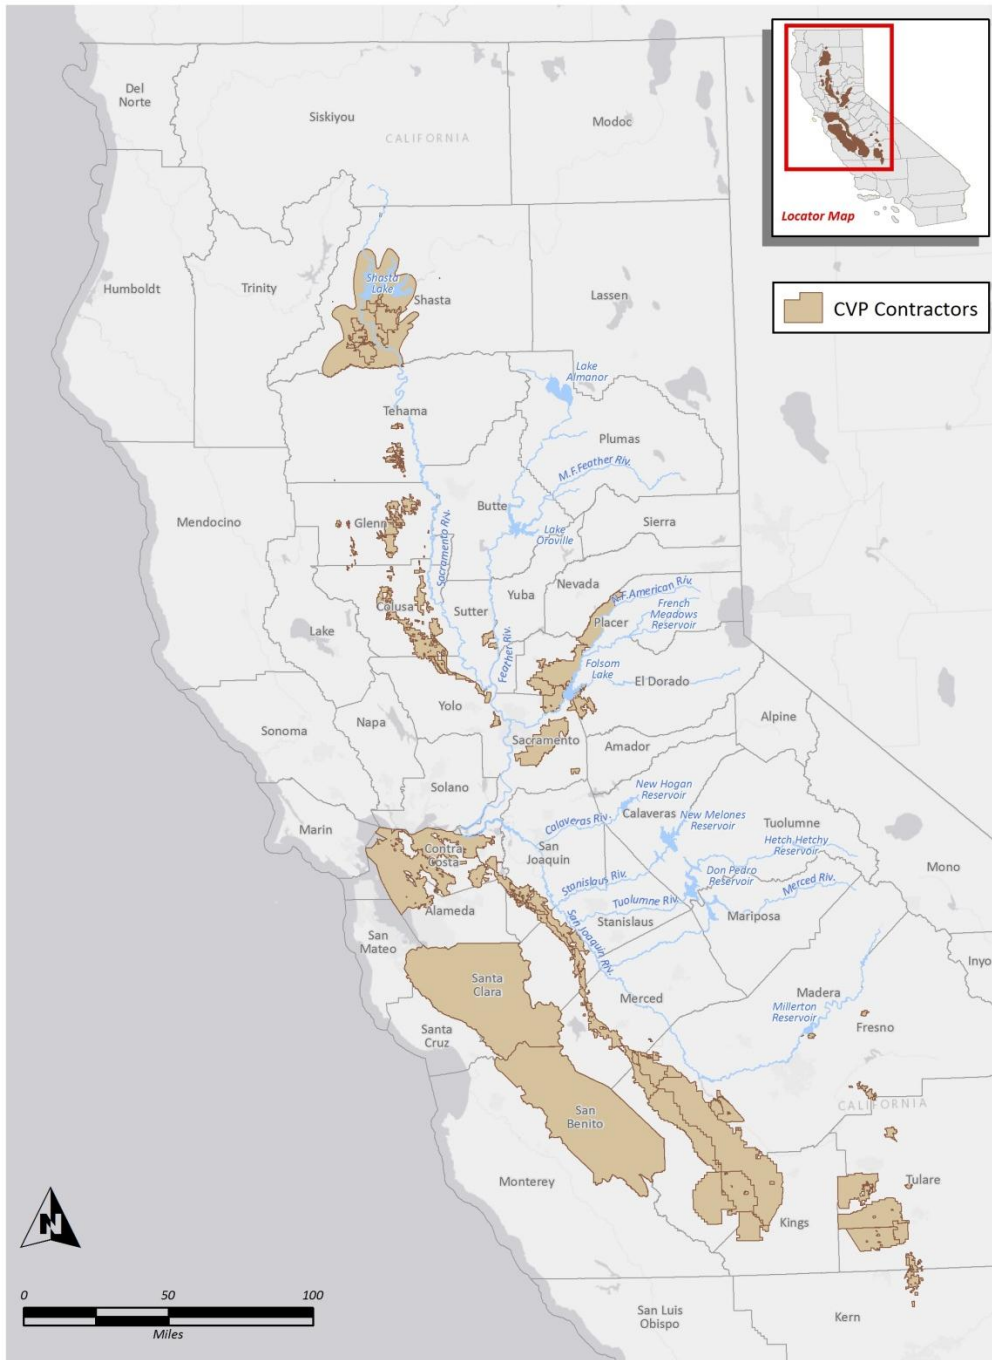 Del
Norte
Siskiyou
CALIFORNIA
Modoc
Locator Map
CVP Contractors
Humboldt
Trinity
Shasta
Lake
Shasta
Lassen
Lake
Almanor
Tehama
Plumas
M.F.Feather Riv.
Mendocino
Glenn
Sacramento Riv.
Butte
Lake
Oroville
Sierra
Nevada
Yuba
Colusa
Sutter
Lake
Feather Riv.
N.F.American Riv.
French
Meadows
Reservoir
Placer
Folsom
Lake
El Dorado
Yolo
Napa
Sonoma
Alpine
Sacramento
Amador
Solano
Marin
New Hogan
Reservoir
Calaveras
New Melones
Reservoir
Tuolumne
Hetch Hetchy
Reservoir
Calaveras Riv.
Contra
Costa
San
Joaquin
Don Pedro
Reservoir
Mono
Stanislaus Riv.
Merced Riv.
Tuolumne Riv.
Alameda
Stanislaus
Mariposa
San
Mateo
San Joaquin Riv.
Inyo
Santa
Clara
Merced
Madera
Millerton
Reservoir
Fresno
Santa
Cruz
San
Benito
CALIFORNIA
Monterey
Tulare
Kings
N
San Luis
Obispo
Kern
0 50 100
Miles